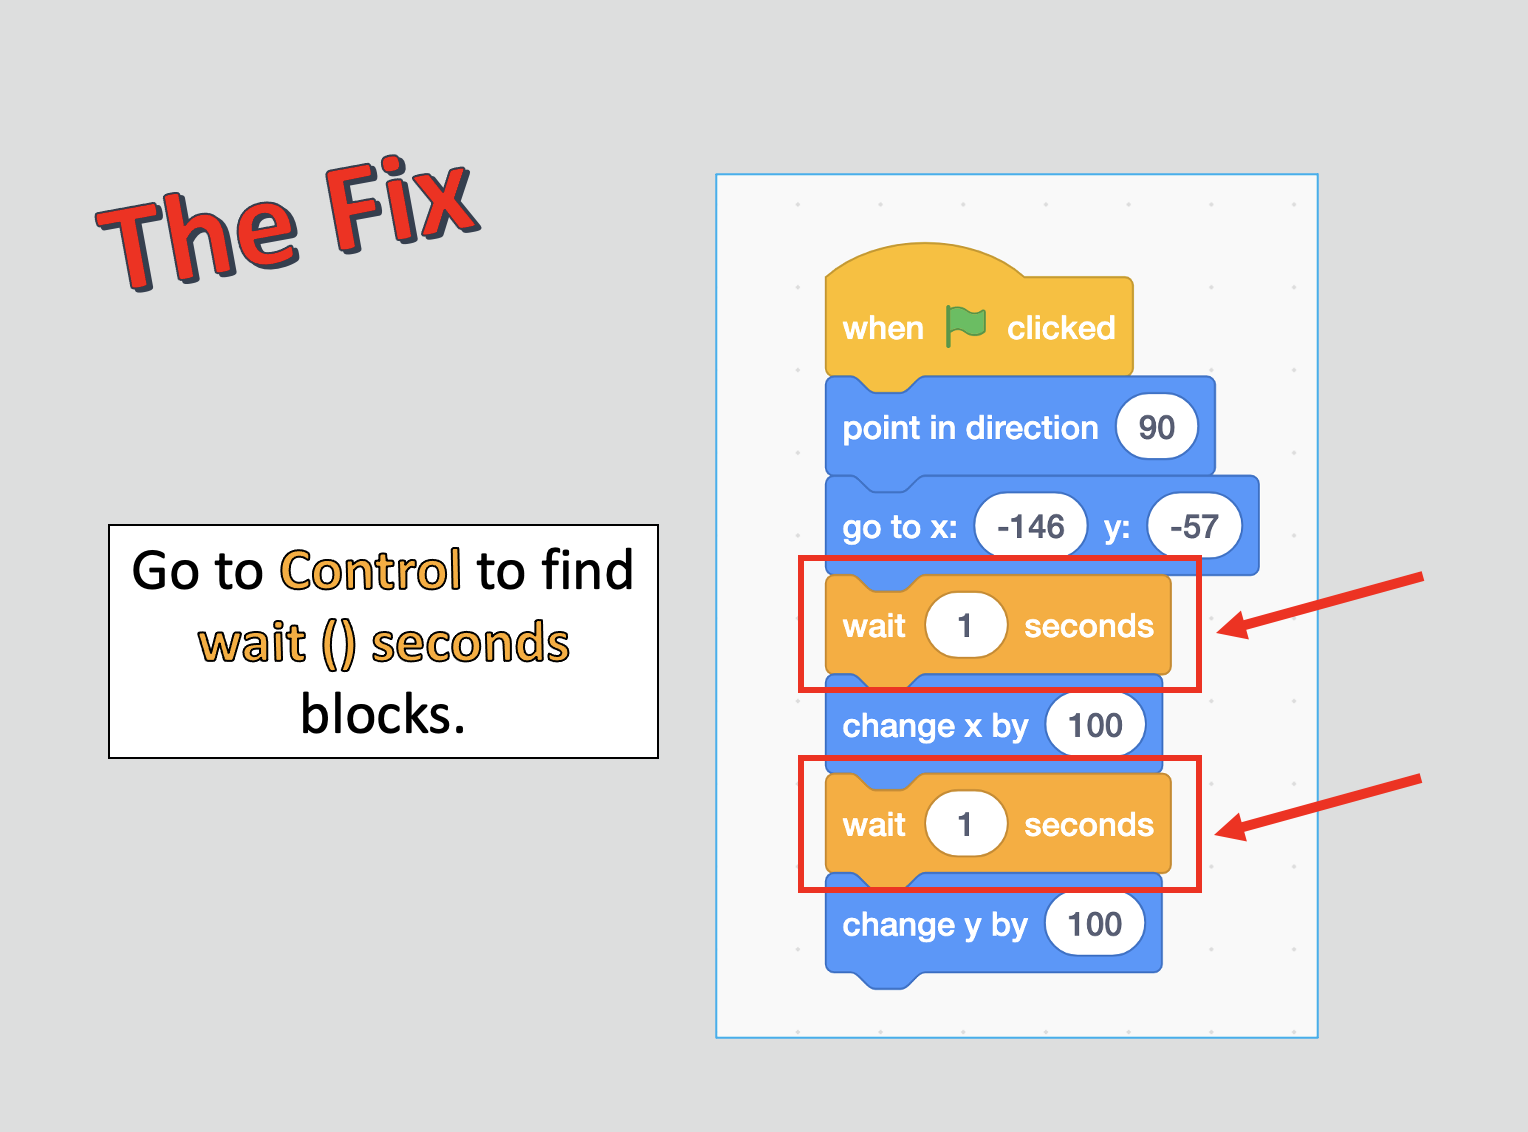 The Fix
Go to Control to find
wait () seconds
blocks.
when clicked
point in direction 90
go to x: -146 y: -57
wait 1 seconds
change x by 100
wait 1 seconds
change y by 100